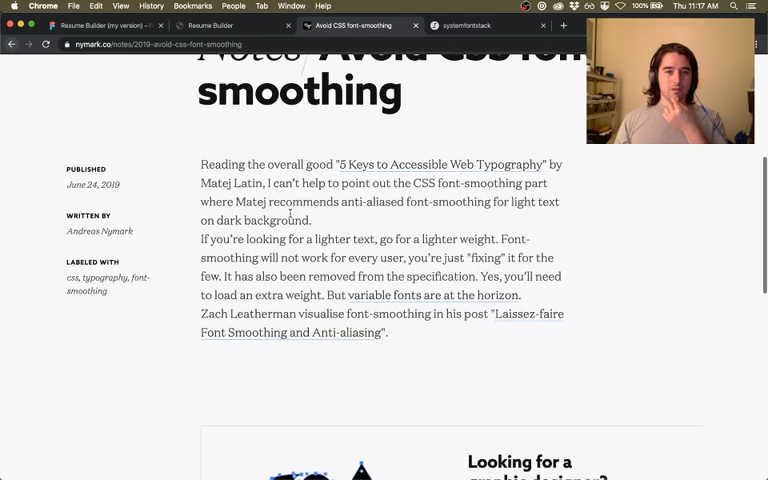 Chrome File Edit View History Bookmarks People Tab Window Help 100% Thu 11:17 AM
Resume Builder (my version) – F Resume Builder Avoid CSS font-smoothing systemfontstack
nymark.co/notes/2019-avoid-css-font-smoothing
Notes/ Avoid CSS fon
smoothing
PUBLISHED
June 24, 2019
WRITTEN BY
Andreas Nymark
LABELED WITH
css, typography, font-
smoothing
Reading the overall good "5 Keys to Accessible Web Typography" by
Matej Latin, I can't help to point out the CSS font-smoothing part
where Matej recommends anti-aliased font-smoothing for light text
on dark background.
If you're looking for a lighter text, go for a lighter weight. Font-
smoothing will not work for every user, you're just "fixing" it for the
few. It has also been removed from the specification. Yes, you'll need
to load an extra weight. But variable fonts are at the horizon.
Zach Leatherman visualise font-smoothing in his post "Laissez-faire
Font Smoothing and Anti-aliasing".
Looking for a
graphic designer?